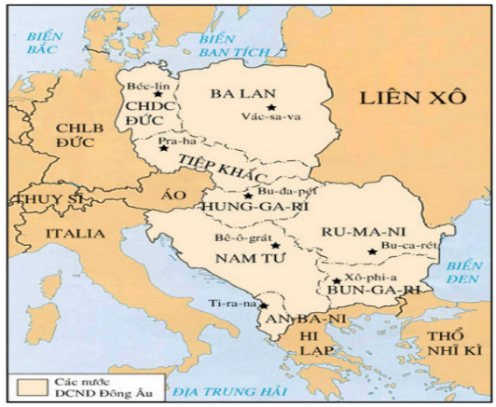 BIỂN
BẮC
BIỂN
BAN TÍCH
Béc-lin
CHDC
ĐỨC
BA LAN
Vác-sa-va
LIÊN XÔ
CHLB
ĐỨC
Pra-ha
TIỆP KHẮC
THUỴ SĨ
ÁO
Bu-đa-pét
HUNG-GA-RI
ITALIA
Bê-ô-grát
NAM TƯ
RU-MA-NI
Bu-ca-rét
Xô-phi-a
BUN-GA-RI
BIỂN
ĐEN
Ti-ra-na
AN-BA-NI
HI
LẠP
THỔ
NHĨ KÌ
Các nước
DCND Đông Âu
ĐỊA TRUNG HẢI